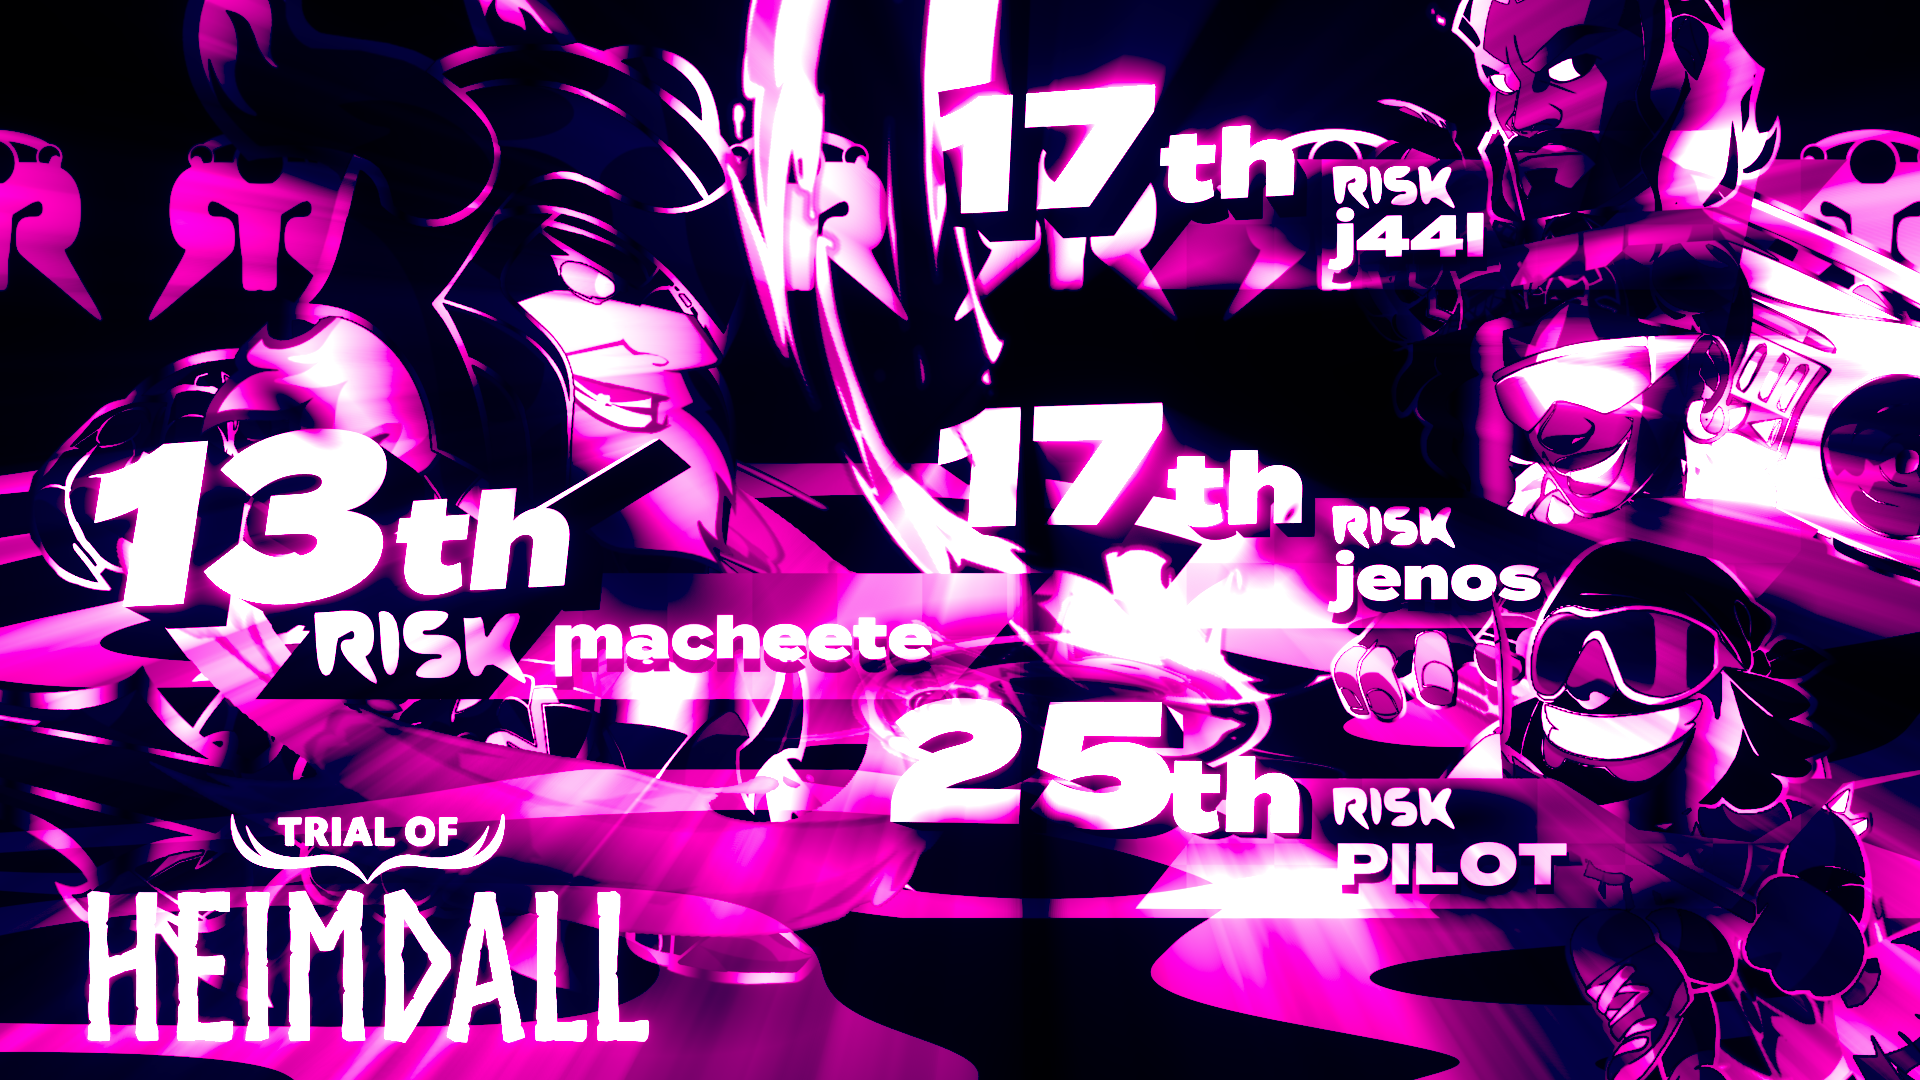 17th
RISK
j44l
13th
RISK macheete
17th
RISK
jenos
25th
RISK
PILOT
TRIAL OF
HEIMDALL